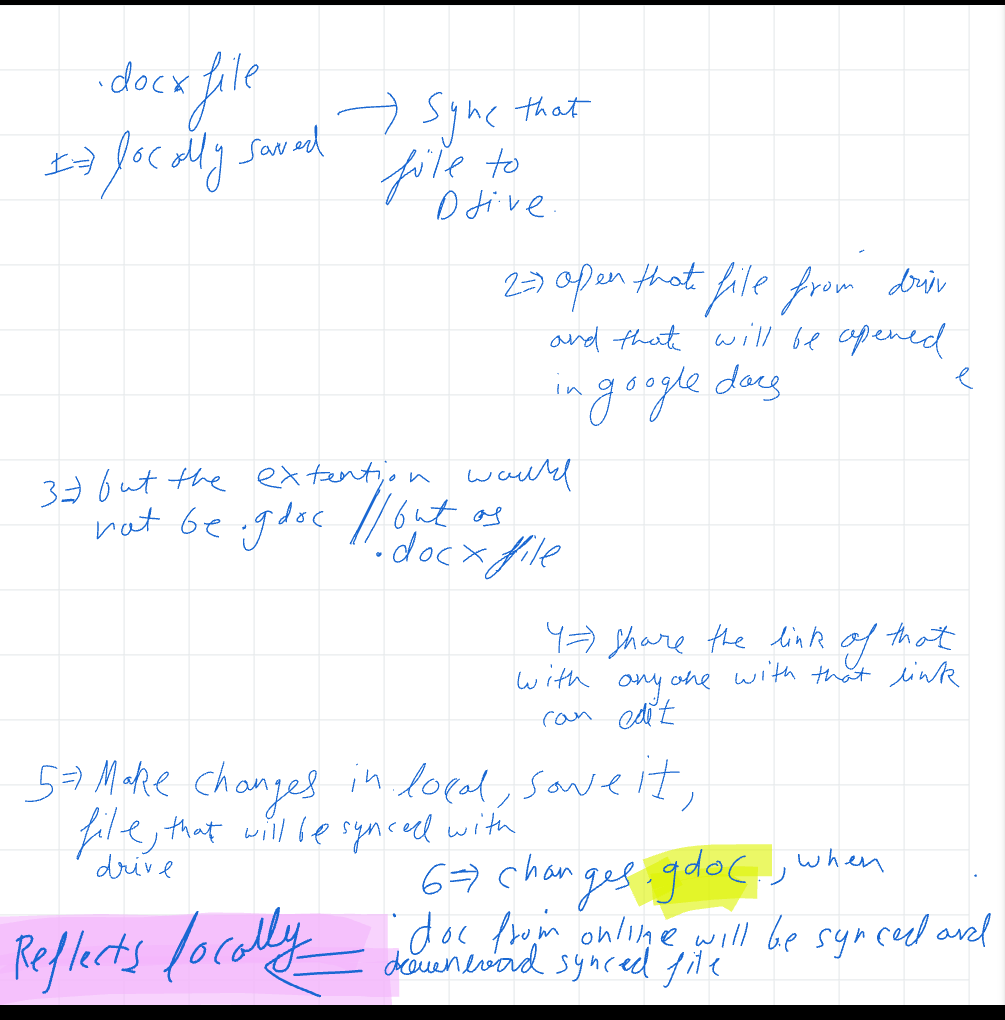 .docx file
1⇒ locally saved → Sync that
file to
Drive.
2⇒ open that file from driv
and that will be opened e
in google docs
3⇒ but the extention would
not be .gdoc // but as
.docx file
4⇒ share the link of that
with anyone with that link
can edit
5⇒ Make changes in local, save it,
file, that will be synced with
drive
6⇒ changes .gdoc, when
doc from online will be synced and
synced file
Reflects locally